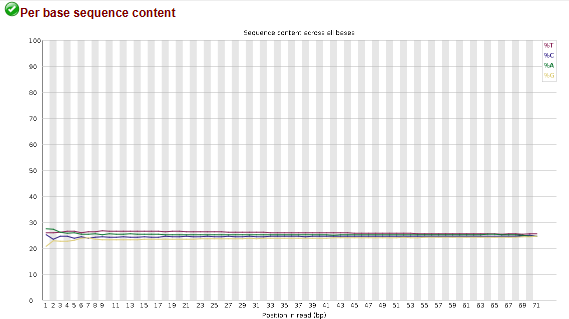 Per base sequence content
Sequence content across all bases
%T
%C
%A
%G
100
90
80
70
60
50
40
30
20
10
0
1 2 3 4 5 6 7 8 9 11 13 15 17 19 21 23 25 27 29 31 33 35 37 39 41 43 45 47 49 51 53 55 57 59 61 63 65 67 69 71
Position in read (bp)